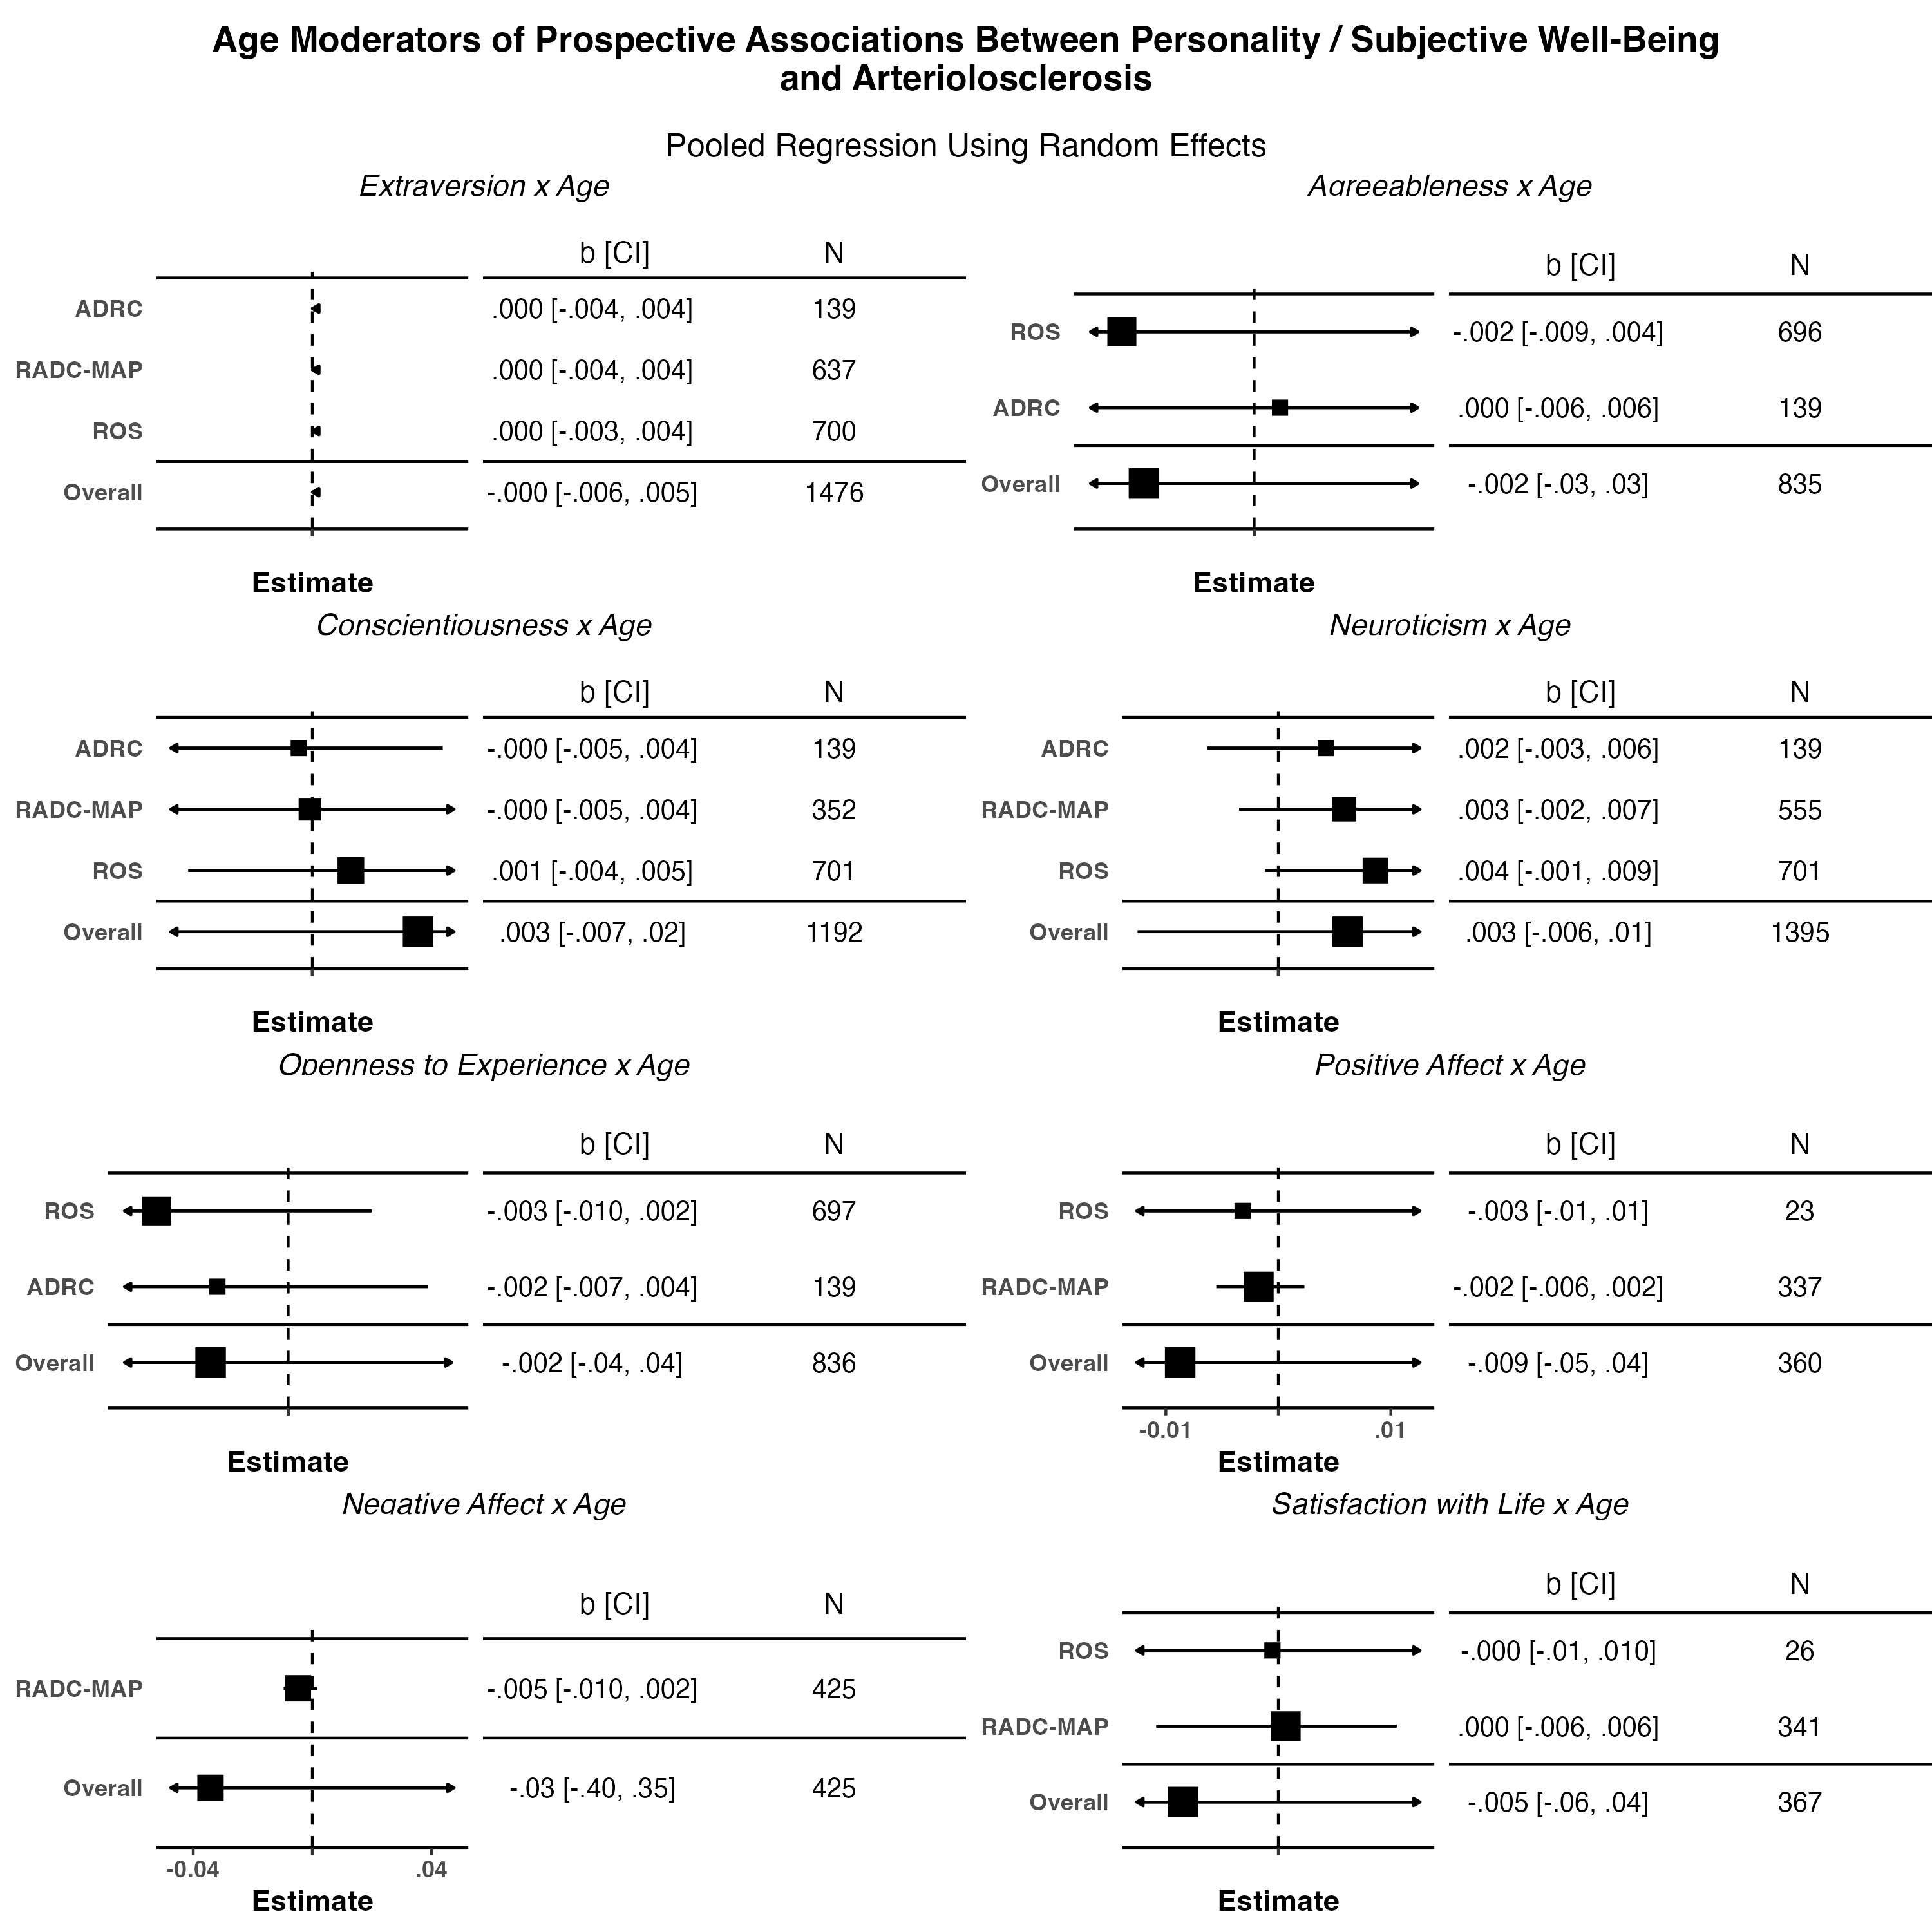 Age Moderators of Prospective Associations Between Personality / Subjective Well-Being
and Arteriolosclerosis
Pooled Regression Using Random Effects
Extraversion x Age
b [CI] N
ADRC .000 [-.004, .004] 139
RADC-MAP .000 [-.004, .004] 637
ROS .000 [-.003, .004] 700
Overall -.000 [-.006, .005] 1476
Estimate
Agreeableness x Age
b [CI] N
ROS -.002 [-.009, .004] 696
ADRC .000 [-.006, .006] 139
Overall -.002 [-.03, .03] 835
Estimate
Conscientiousness x Age
b [CI] N
ADRC -.000 [-.005, .004] 139
RADC-MAP -.000 [-.005, .004] 352
ROS .001 [-.004, .005] 701
Overall .003 [-.007, .02] 1192
Estimate
Neuroticism x Age
b [CI] N
ADRC .002 [-.003, .006] 139
RADC-MAP .003 [-.002, .007] 555
ROS .004 [-.001, .009] 701
Overall .003 [-.006, .01] 1395
Estimate
Openness to Experience x Age
b [CI] N
ROS -.003 [-.010, .002] 697
ADRC -.002 [-.007, .004] 139
Overall -.002 [-.04, .04] 836
Estimate
Positive Affect x Age
b [CI] N
ROS -.003 [-.01, .01] 23
RADC-MAP -.002 [-.006, .002] 337
Overall -.009 [-.05, .04] 360
-0.01 .01
Estimate
Negative Affect x Age
b [CI] N
RADC-MAP -.005 [-.010, .002] 425
Overall -.03 [-.40, .35] 425
-0.04 .04
Estimate
Satisfaction with Life x Age
b [CI] N
ROS -.000 [-.01, .010] 26
RADC-MAP .000 [-.006, .006] 341
Overall -.005 [-.06, .04] 367
Estimate